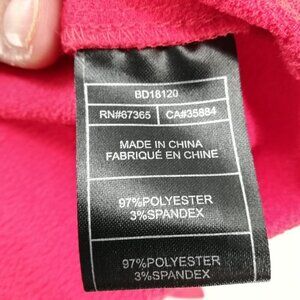 BD18120
RN#67365 CA#35884
MADE IN CHINA
FABRIQUÉ EN CHINE
97%POLYESTER
3%SPANDEX
97%POLYESTER
3%SPANDEX